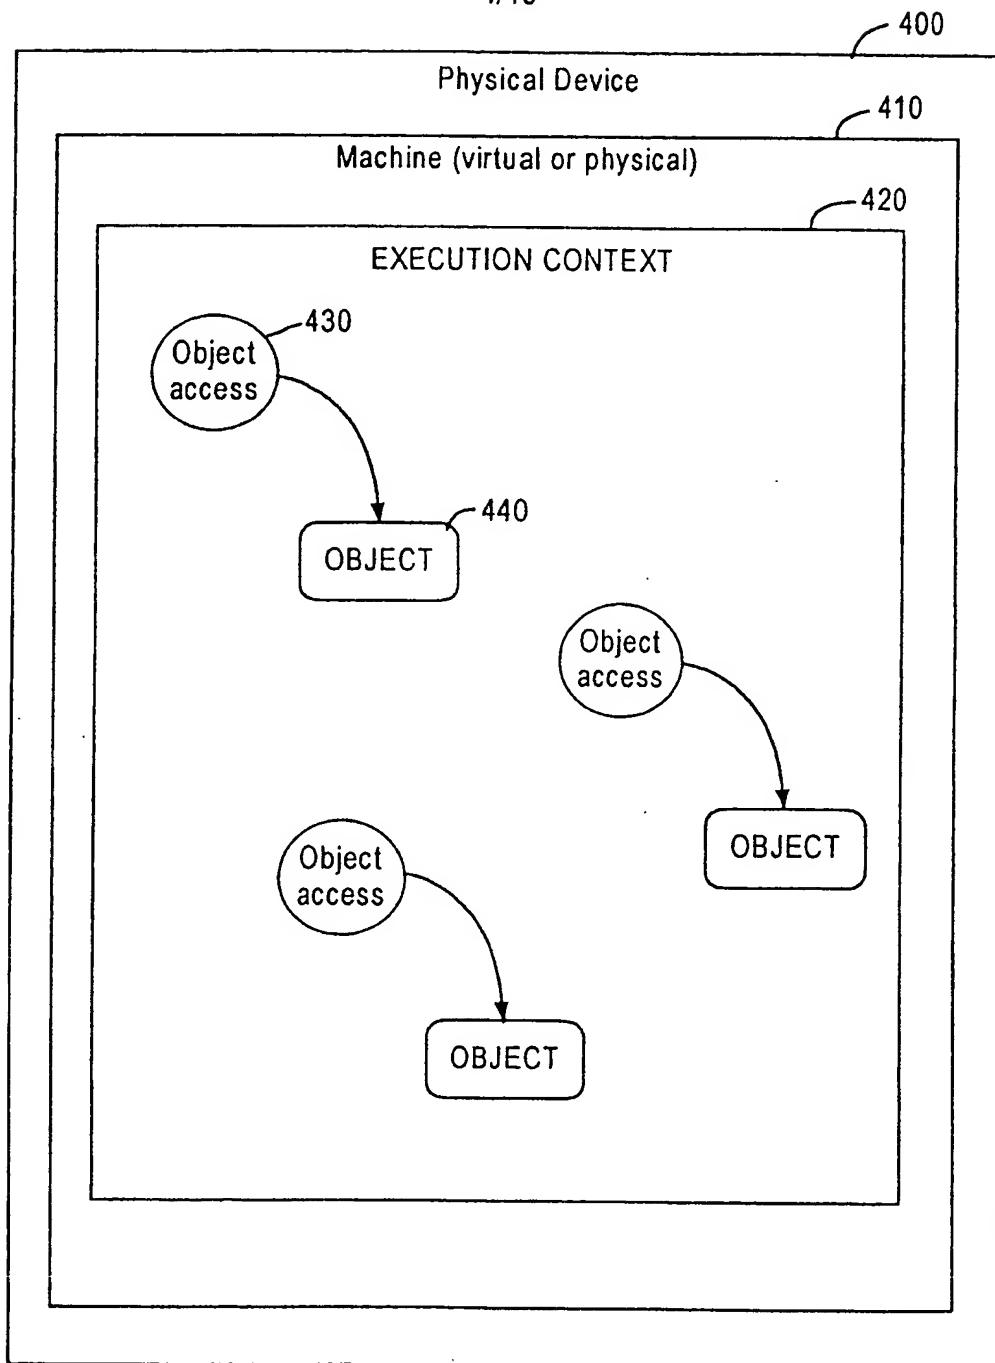 400
Physical Device
410
Machine (virtual or physical)
420
EXECUTION CONTEXT
430
Object
access
440
OBJECT
Object
access
OBJECT
Object
access
OBJECT